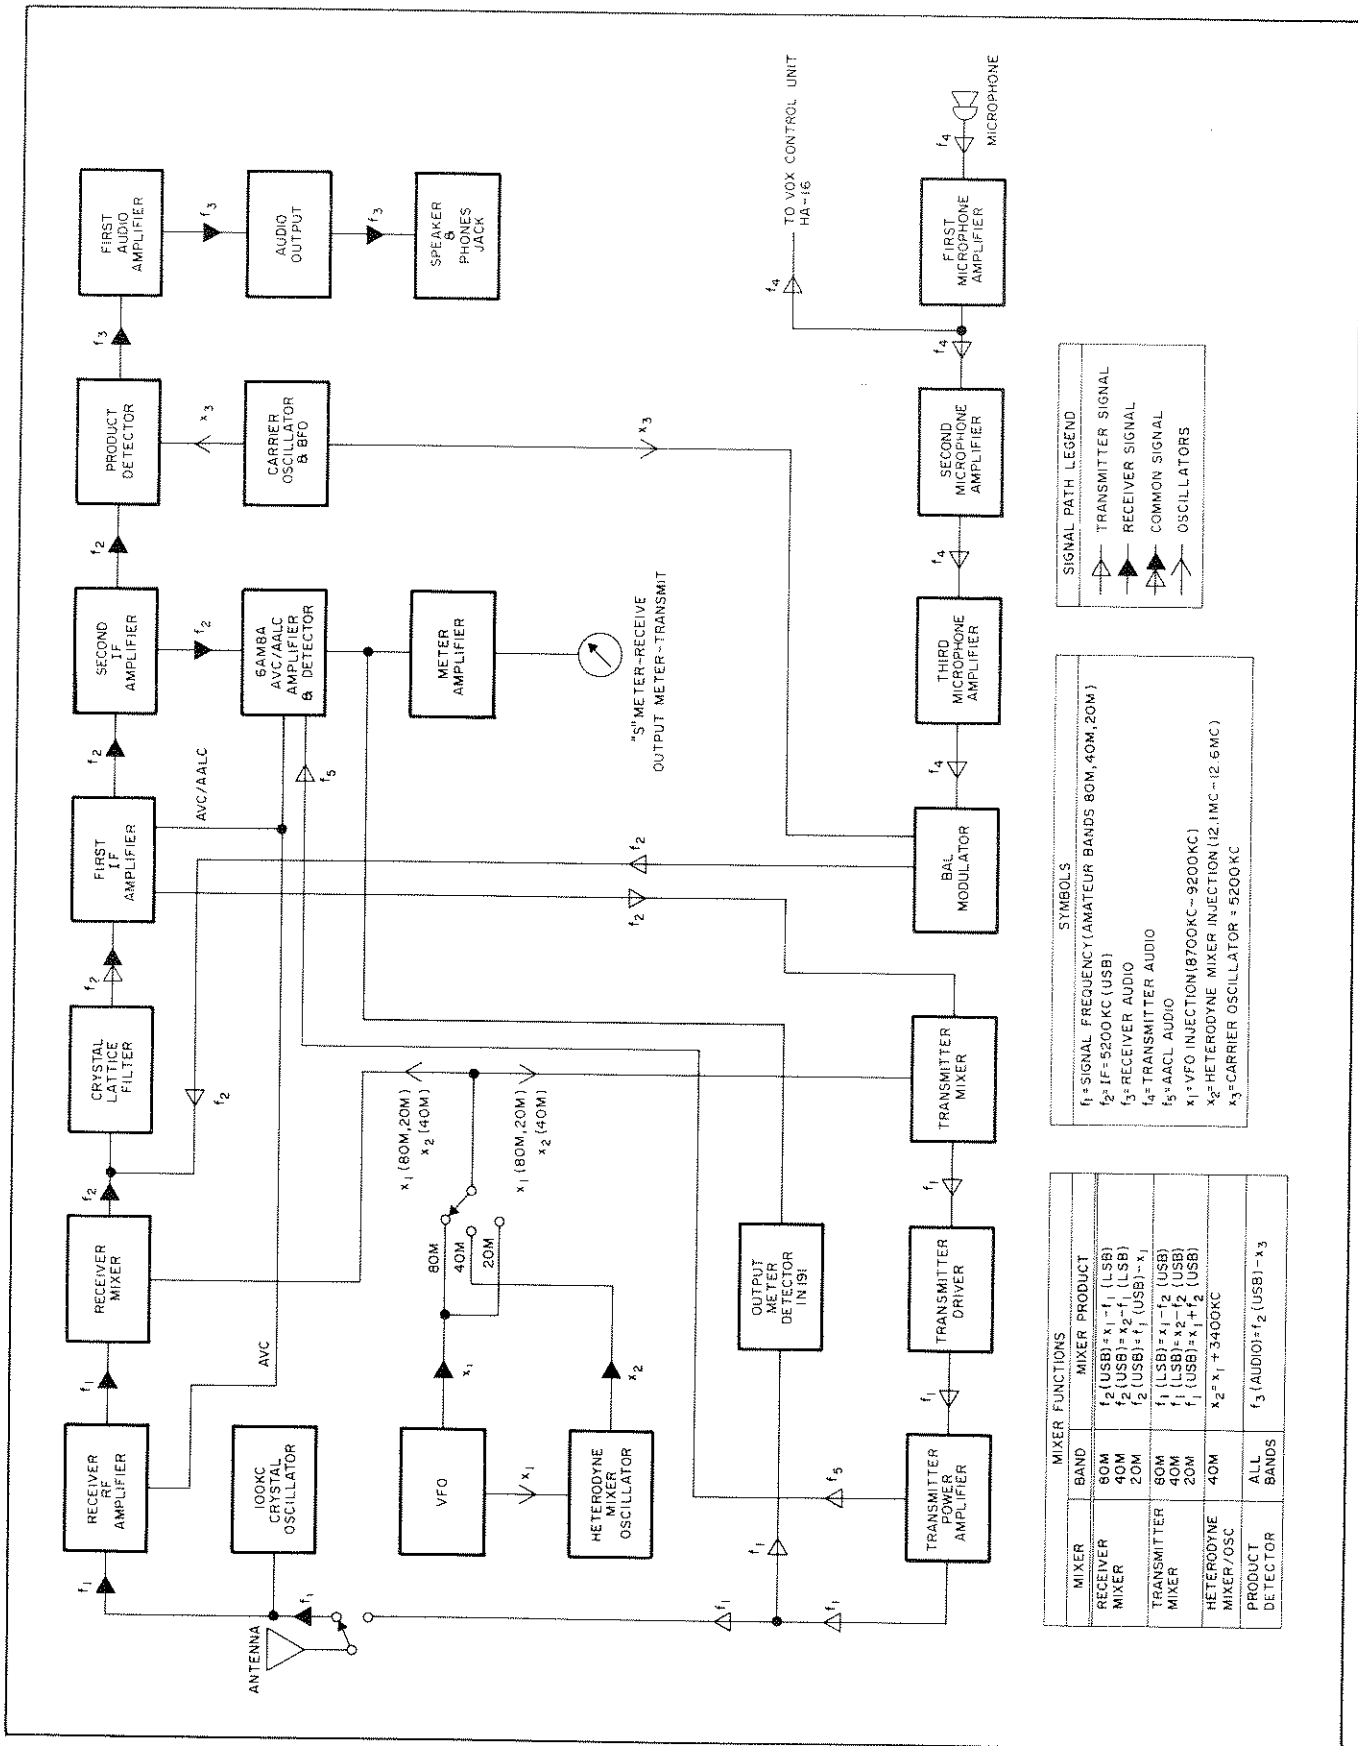 ANTENNA
f1
f1
RECEIVER
RF
AMPLIFIER
f1
RECEIVER
MIXER
f2
CRYSTAL
LATTICE
FILTER
f2
FIRST
IF
AMPLIFIER
f2
SECOND
IF
AMPLIFIER
f2
PRODUCT
DETECTOR
f3
FIRST
AUDIO
AMPLIFIER
f3
AUDIO
OUTPUT
f3
SPEAKER
&
PHONES
JACK
100KC
CRYSTAL
OSCILLATOR
AVC
f2
AVC/AALC
f5
f2
6AM8A
AVC/AALC
AMPLIFIER
& DETECTOR
x3
CARRIER
OSCILLATOR
& BFO
x3
METER
AMPLIFIER
"S" METER-RECEIVE
OUTPUT METER-TRANSMIT
VFO
x1
x1
HETERODYNE
MIXER
OSCILLATOR
x2
80M
40M
20M
x1 (80M,20M)
x2 (40M)
x1 (80M,20M)
x2 (40M)
f2
f2
f1
f1
f1
OUTPUT
METER
DETECTOR
IN 191
f5
TRANSMITTER
POWER
AMPLIFIER
f1
TRANSMITTER
DRIVER
f1
TRANSMITTER
MIXER
BAL
MODULATOR
f4
THIRD
MICROPHONE
AMPLIFIER
f4
SECOND
MICROPHONE
AMPLIFIER
f4
f4
TO VOX CONTROL UNIT
HA-16
FIRST
MICROPHONE
AMPLIFIER
f4
MICROPHONE
MIXER FUNCTIONS
MIXER BAND MIXER PRODUCT
RECEIVER MIXER 80M f2 (USB)=x1-f1 (LSB)
40M f2 (USB)=x2-f1 (LSB)
20M f2 (USB)=f1 (USB)-x1
TRANSMITTER MIXER 80M f1 (LSB)=x1-f2 (USB)
40M f1 (LSB)=x2-f2 (USB)
20M f1 (USB)=x1+f2 (USB)
HETERODYNE MIXER/OSC 40M x2=x1+3400KC
PRODUCT DETECTOR ALL BANDS f3 (AUDIO)=f2 (USB)-x3
SYMBOLS
f1=SIGNAL FREQUENCY (AMATEUR BANDS 80M,40M,20M)
f2=IF=5200KC (USB)
f3=RECEIVER AUDIO
f4=TRANSMITTER AUDIO
f5=AACL AUDIO
x1=VFO INJECTION (8700KC-9200KC)
x2=HETERODYNE MIXER INJECTION (12.1MC-12.6MC)
x3=CARRIER OSCILLATOR = 5200KC
SIGNAL PATH LEGEND
TRANSMITTER SIGNAL
RECEIVER SIGNAL
COMMON SIGNAL
OSCILLATORS